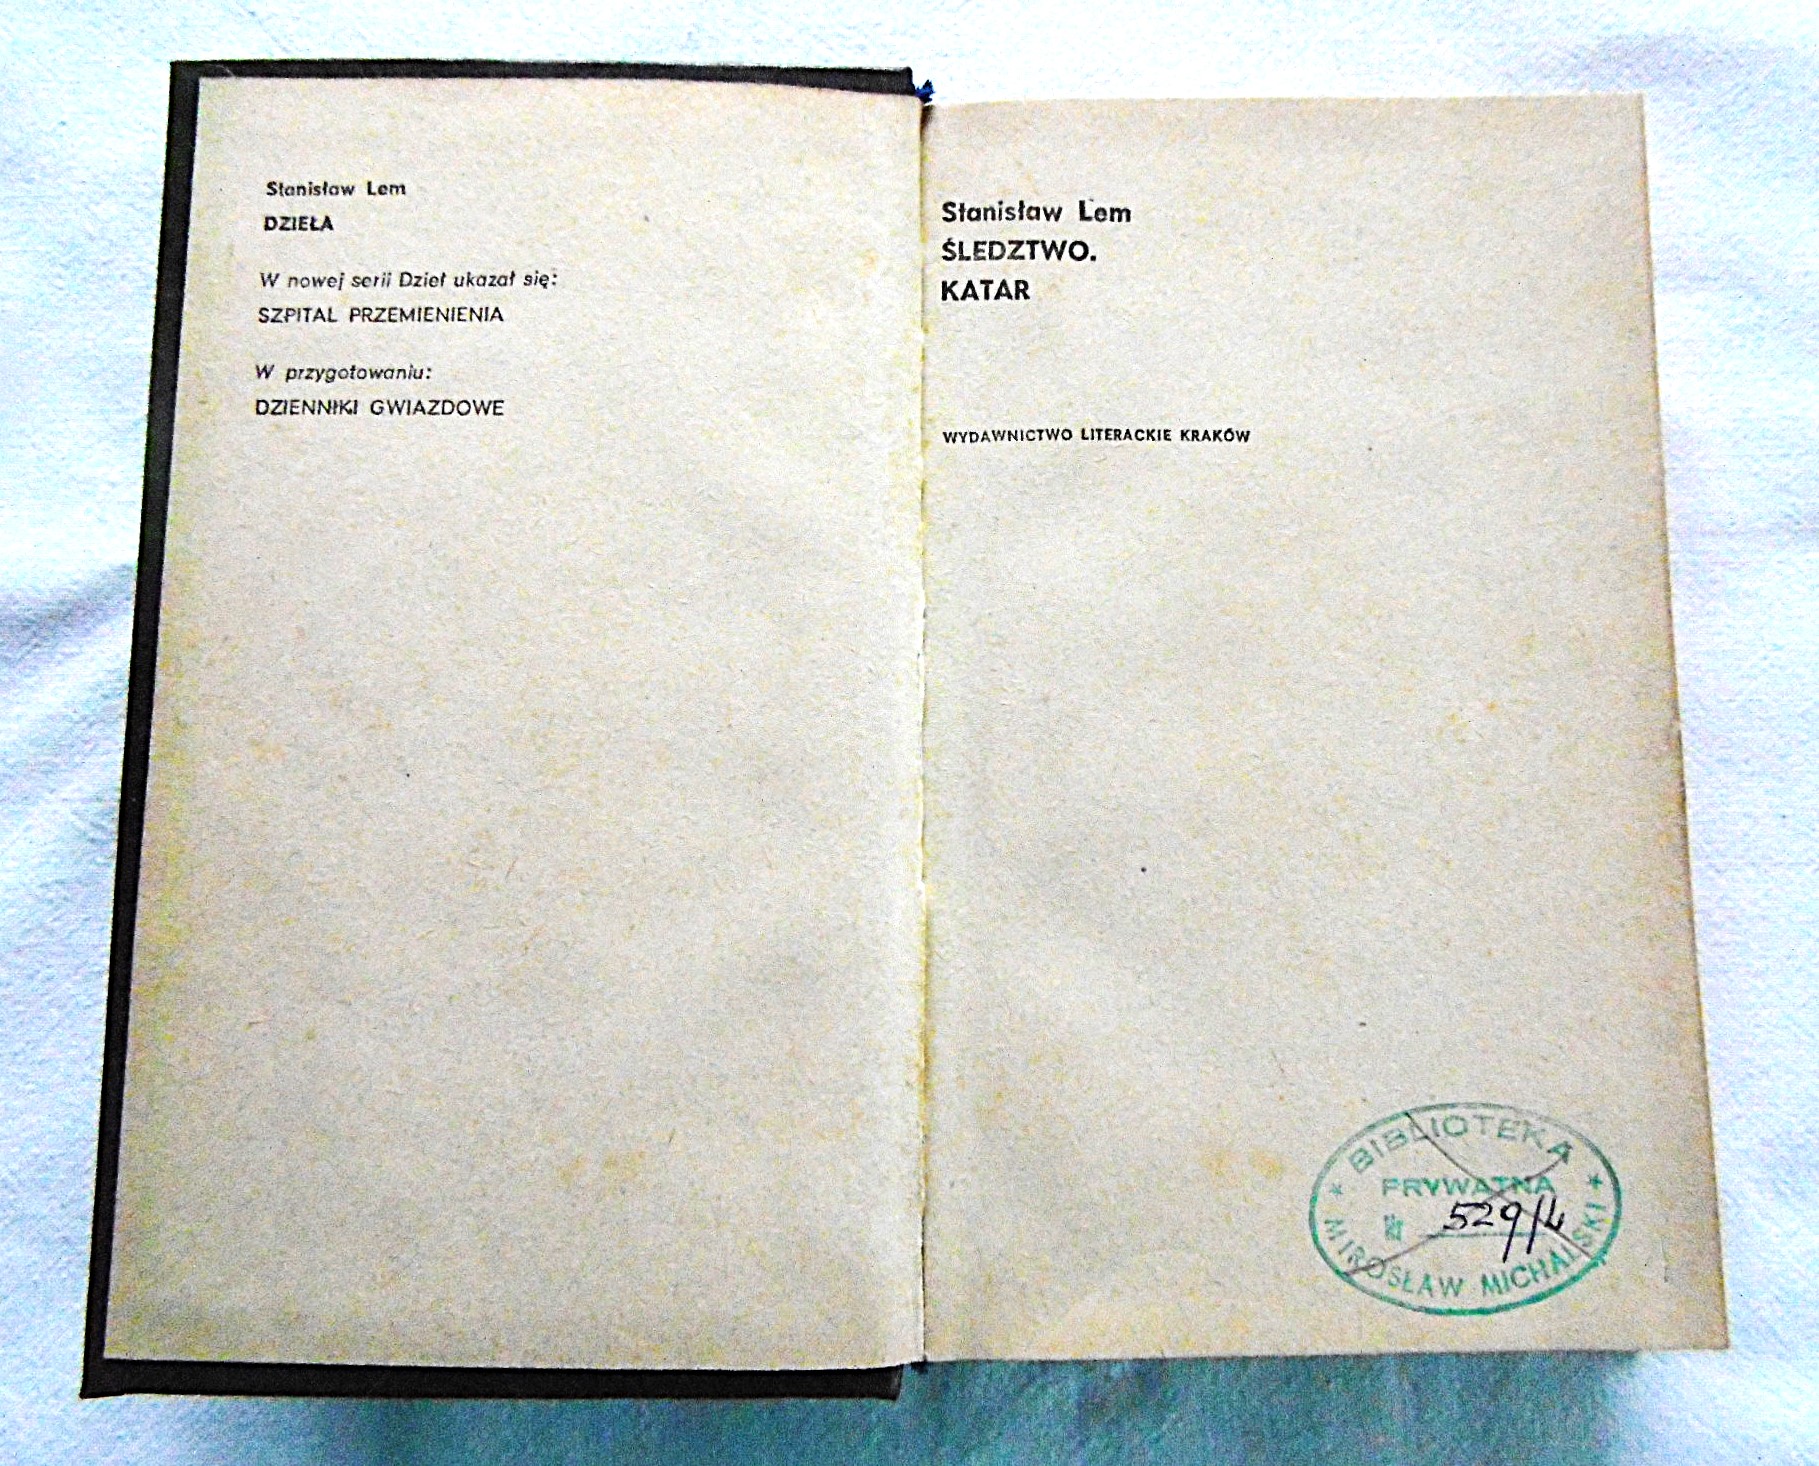 Stanisław Lem
DZIEŁA
W nowej serii Dzieł ukazał się:
SZPITAL PRZEMIENIENIA
W przygotowaniu:
DZIENNIKI GWIAZDOWE
Stanisław Lem
ŚLEDZTWO.
KATAR
WYDAWNICTWO LITERACKIE KRAKÓW
BIBLIOTEKA
PRYWATNA
Nr 529/4
MIROSŁAW MICHALSKI